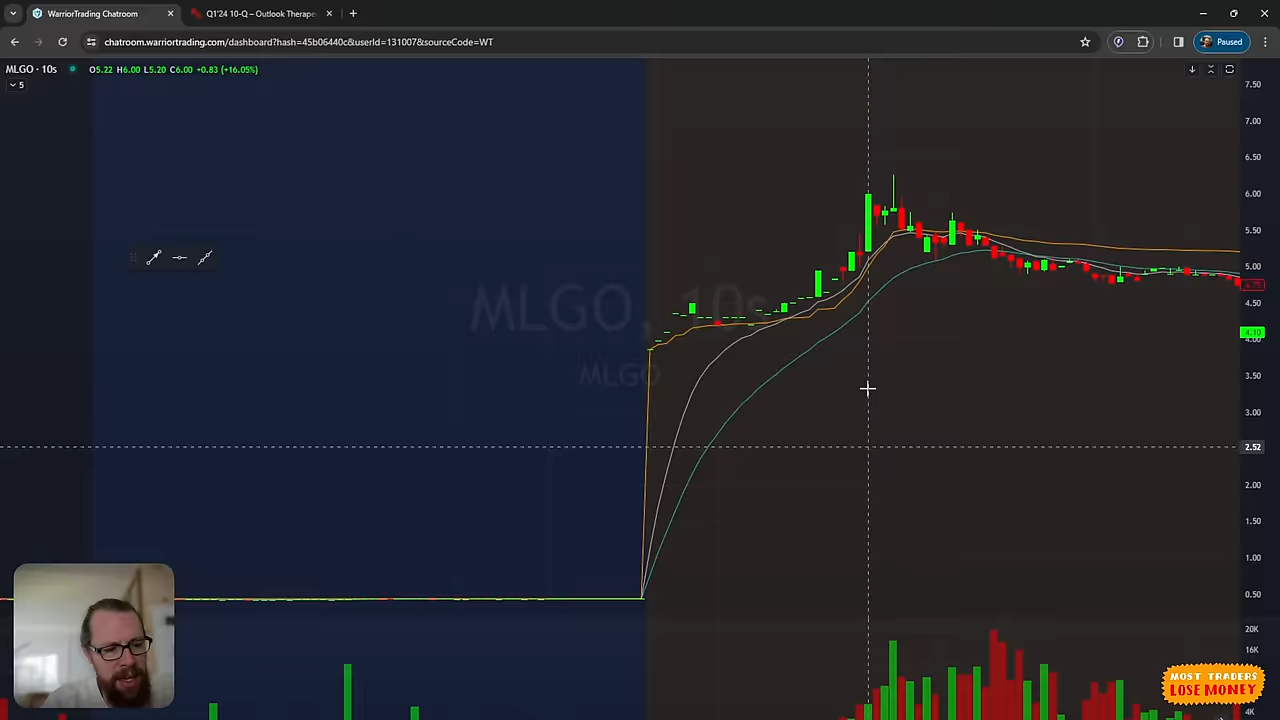 WarriorTrading Chatroom
Q1'24 10-Q – Outlook Therape
chatroom.warriortrading.com/dashboard?hash=45b06440c&userId=131007&sourceCode=WT
Paused
MLGO · 10s
O5.22 H6.00 L5.20 C6.00 +0.83 (+16.05%)
5
MLGO, 10s
MLGO
7.50
7.00
6.50
6.00
5.50
5.00
4.50
4.10
4.00
3.50
3.00
2.52
2.00
1.50
1.00
0.50
20K
16K
4K
MOST TRADERS
LOSE MONEY